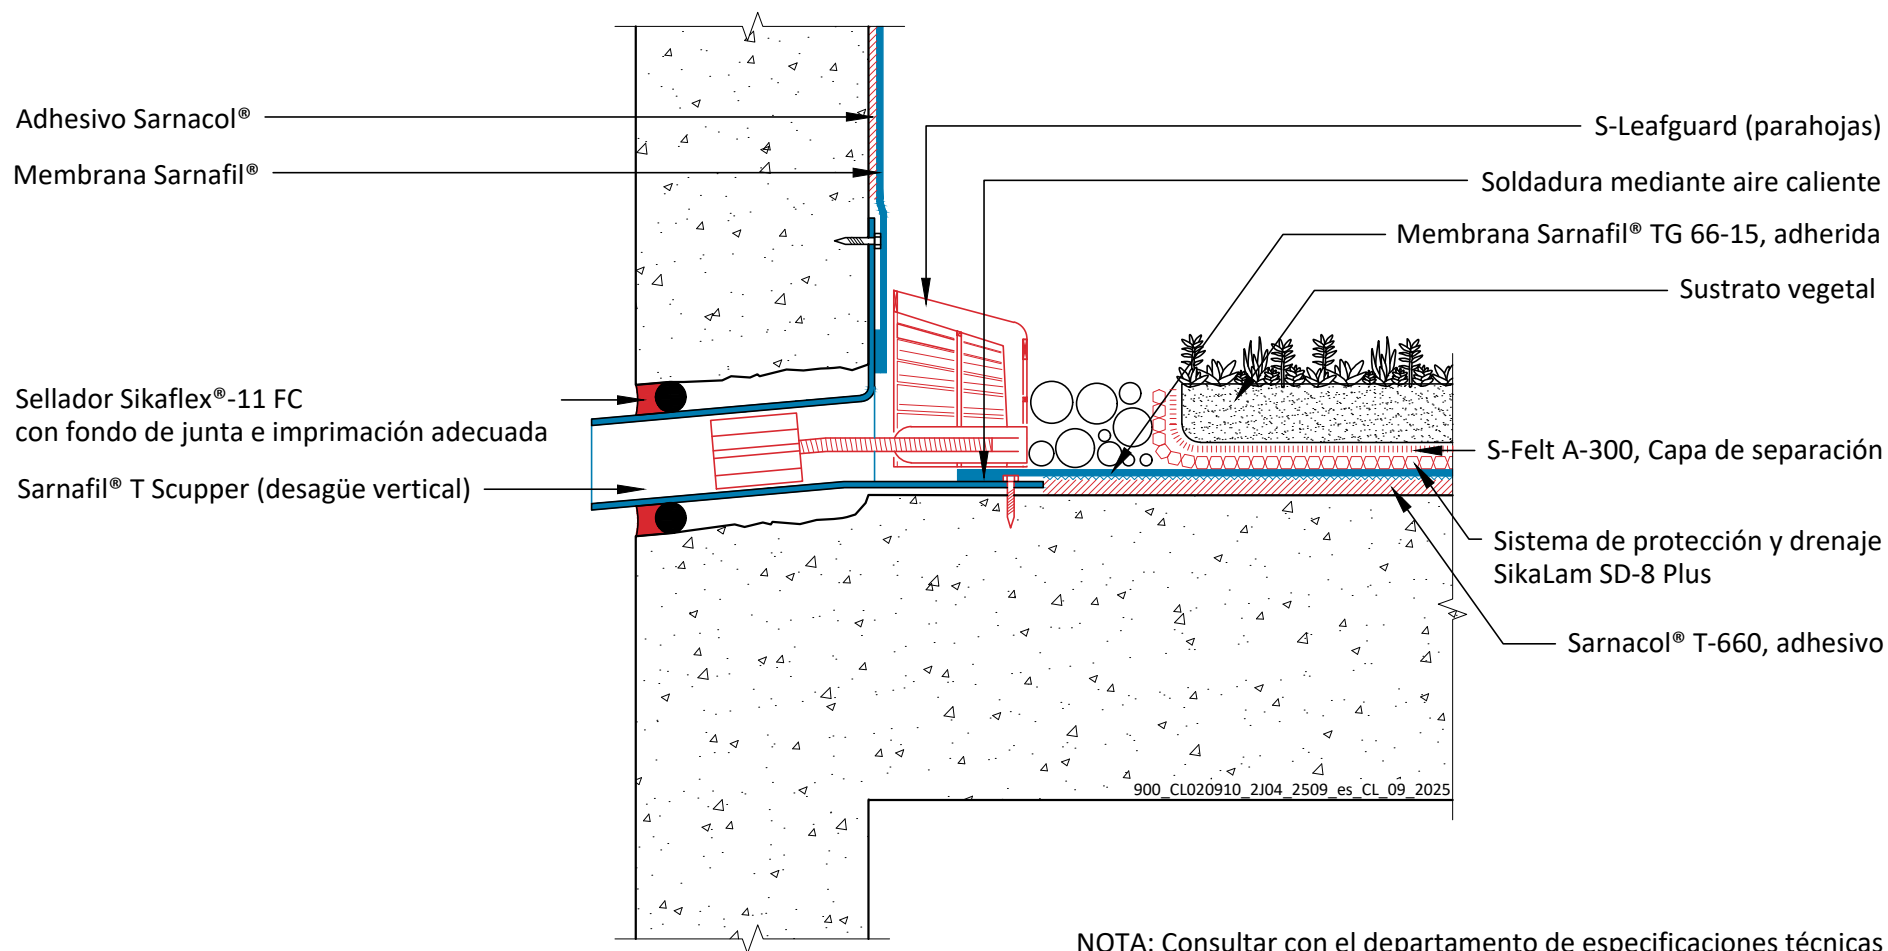 Adhesivo Sarnacol®
Membrana Sarnafil®
Sellador Sikaflex®-11 FC
con fondo de junta e imprimación adecuada
Sarnafil® T Scupper (desagüe vertical)
S-Leafguard (parahojas)
Soldadura mediante aire caliente
Membrana Sarnafil® TG 66-15, adherida
Sustrato vegetal
S-Felt A-300, Capa de separación
Sistema de protección y drenaje
SikaLam SD-8 Plus
Sarnacol® T-660, adhesivo
900_CL020910_2J04_2509_es_CL_09_2025
NOTA: Consultar con el departamento de especificaciones técnicas